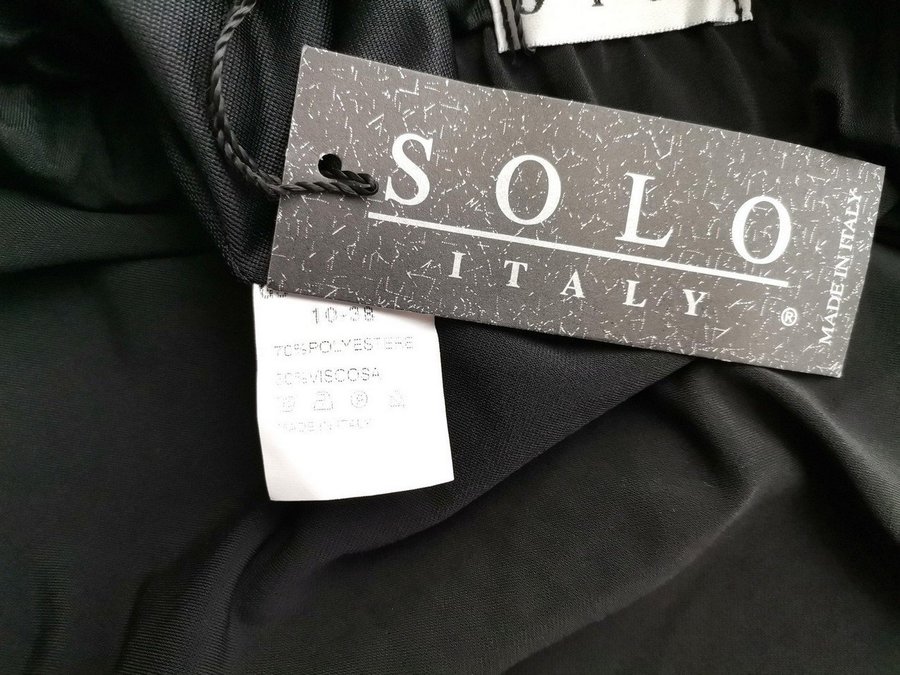 SOLO
ITALY
®
MADE IN ITALY
10-38
70%POLYESTERE
30%VISCOSA
MADE IN ITALY